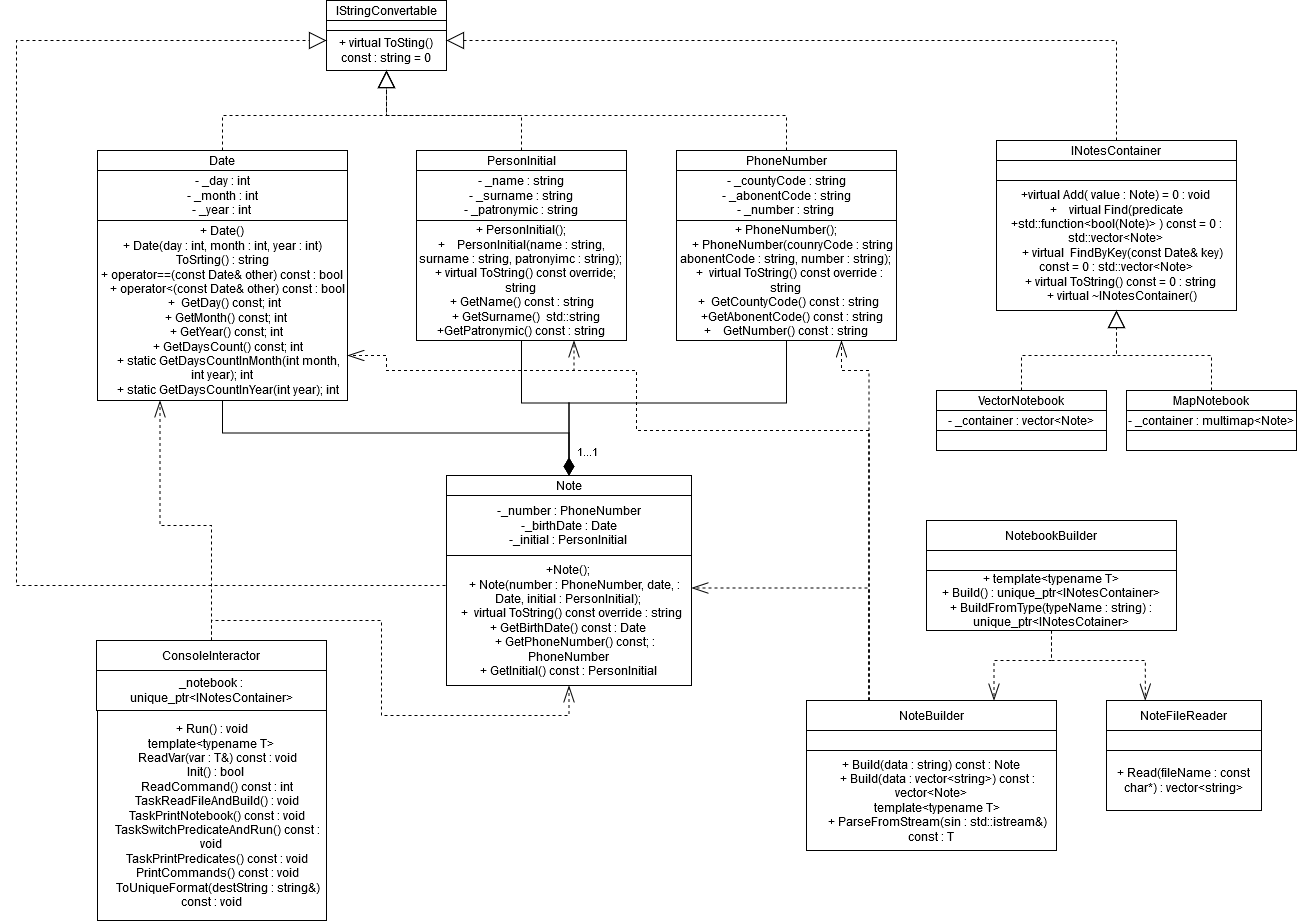 IStringConvertable
+ virtual ToSting()
const : string = 0
Date
- _day : int
- _month : int
- _year : int
+ Date()
+ Date(day : int, month : int, year : int)
ToSrting() : string
+ operator==(const Date& other) const : bool
+ operator<(const Date& other) const : bool
+ GetDay() const; int
+ GetMonth() const; int
+ GetYear() const; int
+ GetDaysCount() const; int
+ static GetDaysCountInMonth(int month,
int year); int
+ static GetDaysCountInYear(int year); int
PersonInitial
- _name : string
- _surname : string
- _patronymic : string
+ PersonInitial();
+ PersonInitial(name : string,
surname : string, patronyimc : string);
+ virtual ToString() const override;
string
+ GetName() const : string
+ GetSurname() std::string
+GetPatronymic() const : string
PhoneNumber
- _countyCode : string
- _abonentCode : string
- _number : string
+ PhoneNumber();
+ PhoneNumber(counryCode : string
abonentCode : string, number : string);
+ virtual ToString() const override :
string
+ GetCountyCode() const : string
+GetAbonentCode() const : string
+ GetNumber() const : string
INotesContainer
+virtual Add( value : Note) = 0 : void
+ virtual Find(predicate
+std::function<bool(Note)> ) const = 0 :
std::vector<Note>
+ virtual FindByKey(const Date& key)
const = 0 : std::vector<Note>
+ virtual ToString() const = 0 : string
+ virtual ~INotesContainer()
VectorNotebook
- _container : vector<Note>
MapNotebook
- _container : multimap<Note>
1...1
Note
-_number : PhoneNumber
-_birthDate : Date
-_initial : PersonInitial
+Note();
+ Note(number : PhoneNumber, date, :
Date, initial : PersonInitial);
+ virtual ToString() const override : string
+ GetBirthDate() const : Date
+ GetPhoneNumber() const; :
PhoneNumber
+ GetInitial() const : PersonInitial
NotebookBuilder
+ template<typename T>
+ Build() : unique_ptr<INotesContainer>
+ BuildFromType(typeName : string) :
unique_ptr<INotesCotainer>
ConsoleInteractor
_notebook :
unique_ptr<INotesContainer>
+ Run() : void
template<typename T>
ReadVar(var : T&) const : void
Init() : bool
ReadCommand() const : int
TaskReadFileAndBuild() : void
TaskPrintNotebook() const : void
TaskSwitchPredicateAndRun() const :
void
TaskPrintPredicates() const : void
PrintCommands() const : void
ToUniqueFormat(destString : string&)
const : void
NoteBuilder
+ Build(data : string) const : Note
+ Build(data : vector<string>) const :
vector<Note>
template<typename T>
+ ParseFromStream(sin : std::istream&)
const : T
NoteFileReader
+ Read(fileName : const
char*) : vector<string>